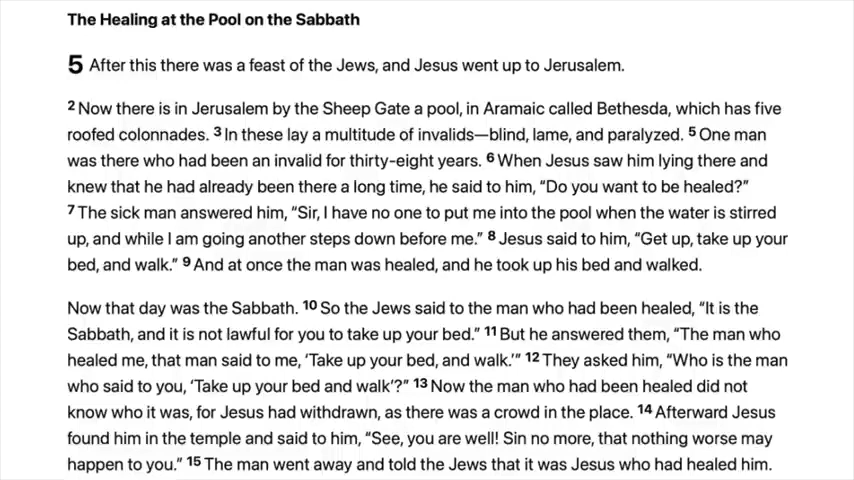 The Healing at the Pool on the Sabbath
5 After this there was a feast of the Jews, and Jesus went up to Jerusalem.
2 Now there is in Jerusalem by the Sheep Gate a pool, in Aramaic called Bethesda, which has five
roofed colonnades. 3 In these lay a multitude of invalids—blind, lame, and paralyzed. 5 One man
was there who had been an invalid for thirty-eight years. 6 When Jesus saw him lying there and
knew that he had already been there a long time, he said to him, “Do you want to be healed?”
7 The sick man answered him, “Sir, I have no one to put me into the pool when the water is stirred
up, and while I am going another steps down before me.” 8 Jesus said to him, “Get up, take up your
bed, and walk.” 9 And at once the man was healed, and he took up his bed and walked.
Now that day was the Sabbath. 10 So the Jews said to the man who had been healed, “It is the
Sabbath, and it is not lawful for you to take up your bed.” 11 But he answered them, “The man who
healed me, that man said to me, ‘Take up your bed, and walk.’” 12 They asked him, “Who is the man
who said to you, ‘Take up your bed and walk’?” 13 Now the man who had been healed did not
know who it was, for Jesus had withdrawn, as there was a crowd in the place. 14 Afterward Jesus
found him in the temple and said to him, “See, you are well! Sin no more, that nothing worse may
happen to you.” 15 The man went away and told the Jews that it was Jesus who had healed him.